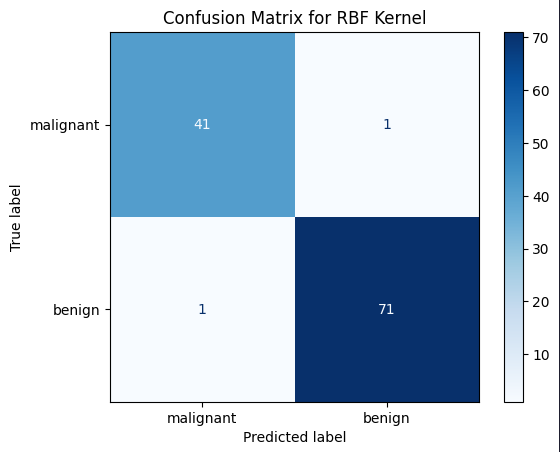 Confusion Matrix for RBF Kernel
True label
malignant
benign
41
1
1
71
malignant
benign
Predicted label
70
60
50
40
30
20
10